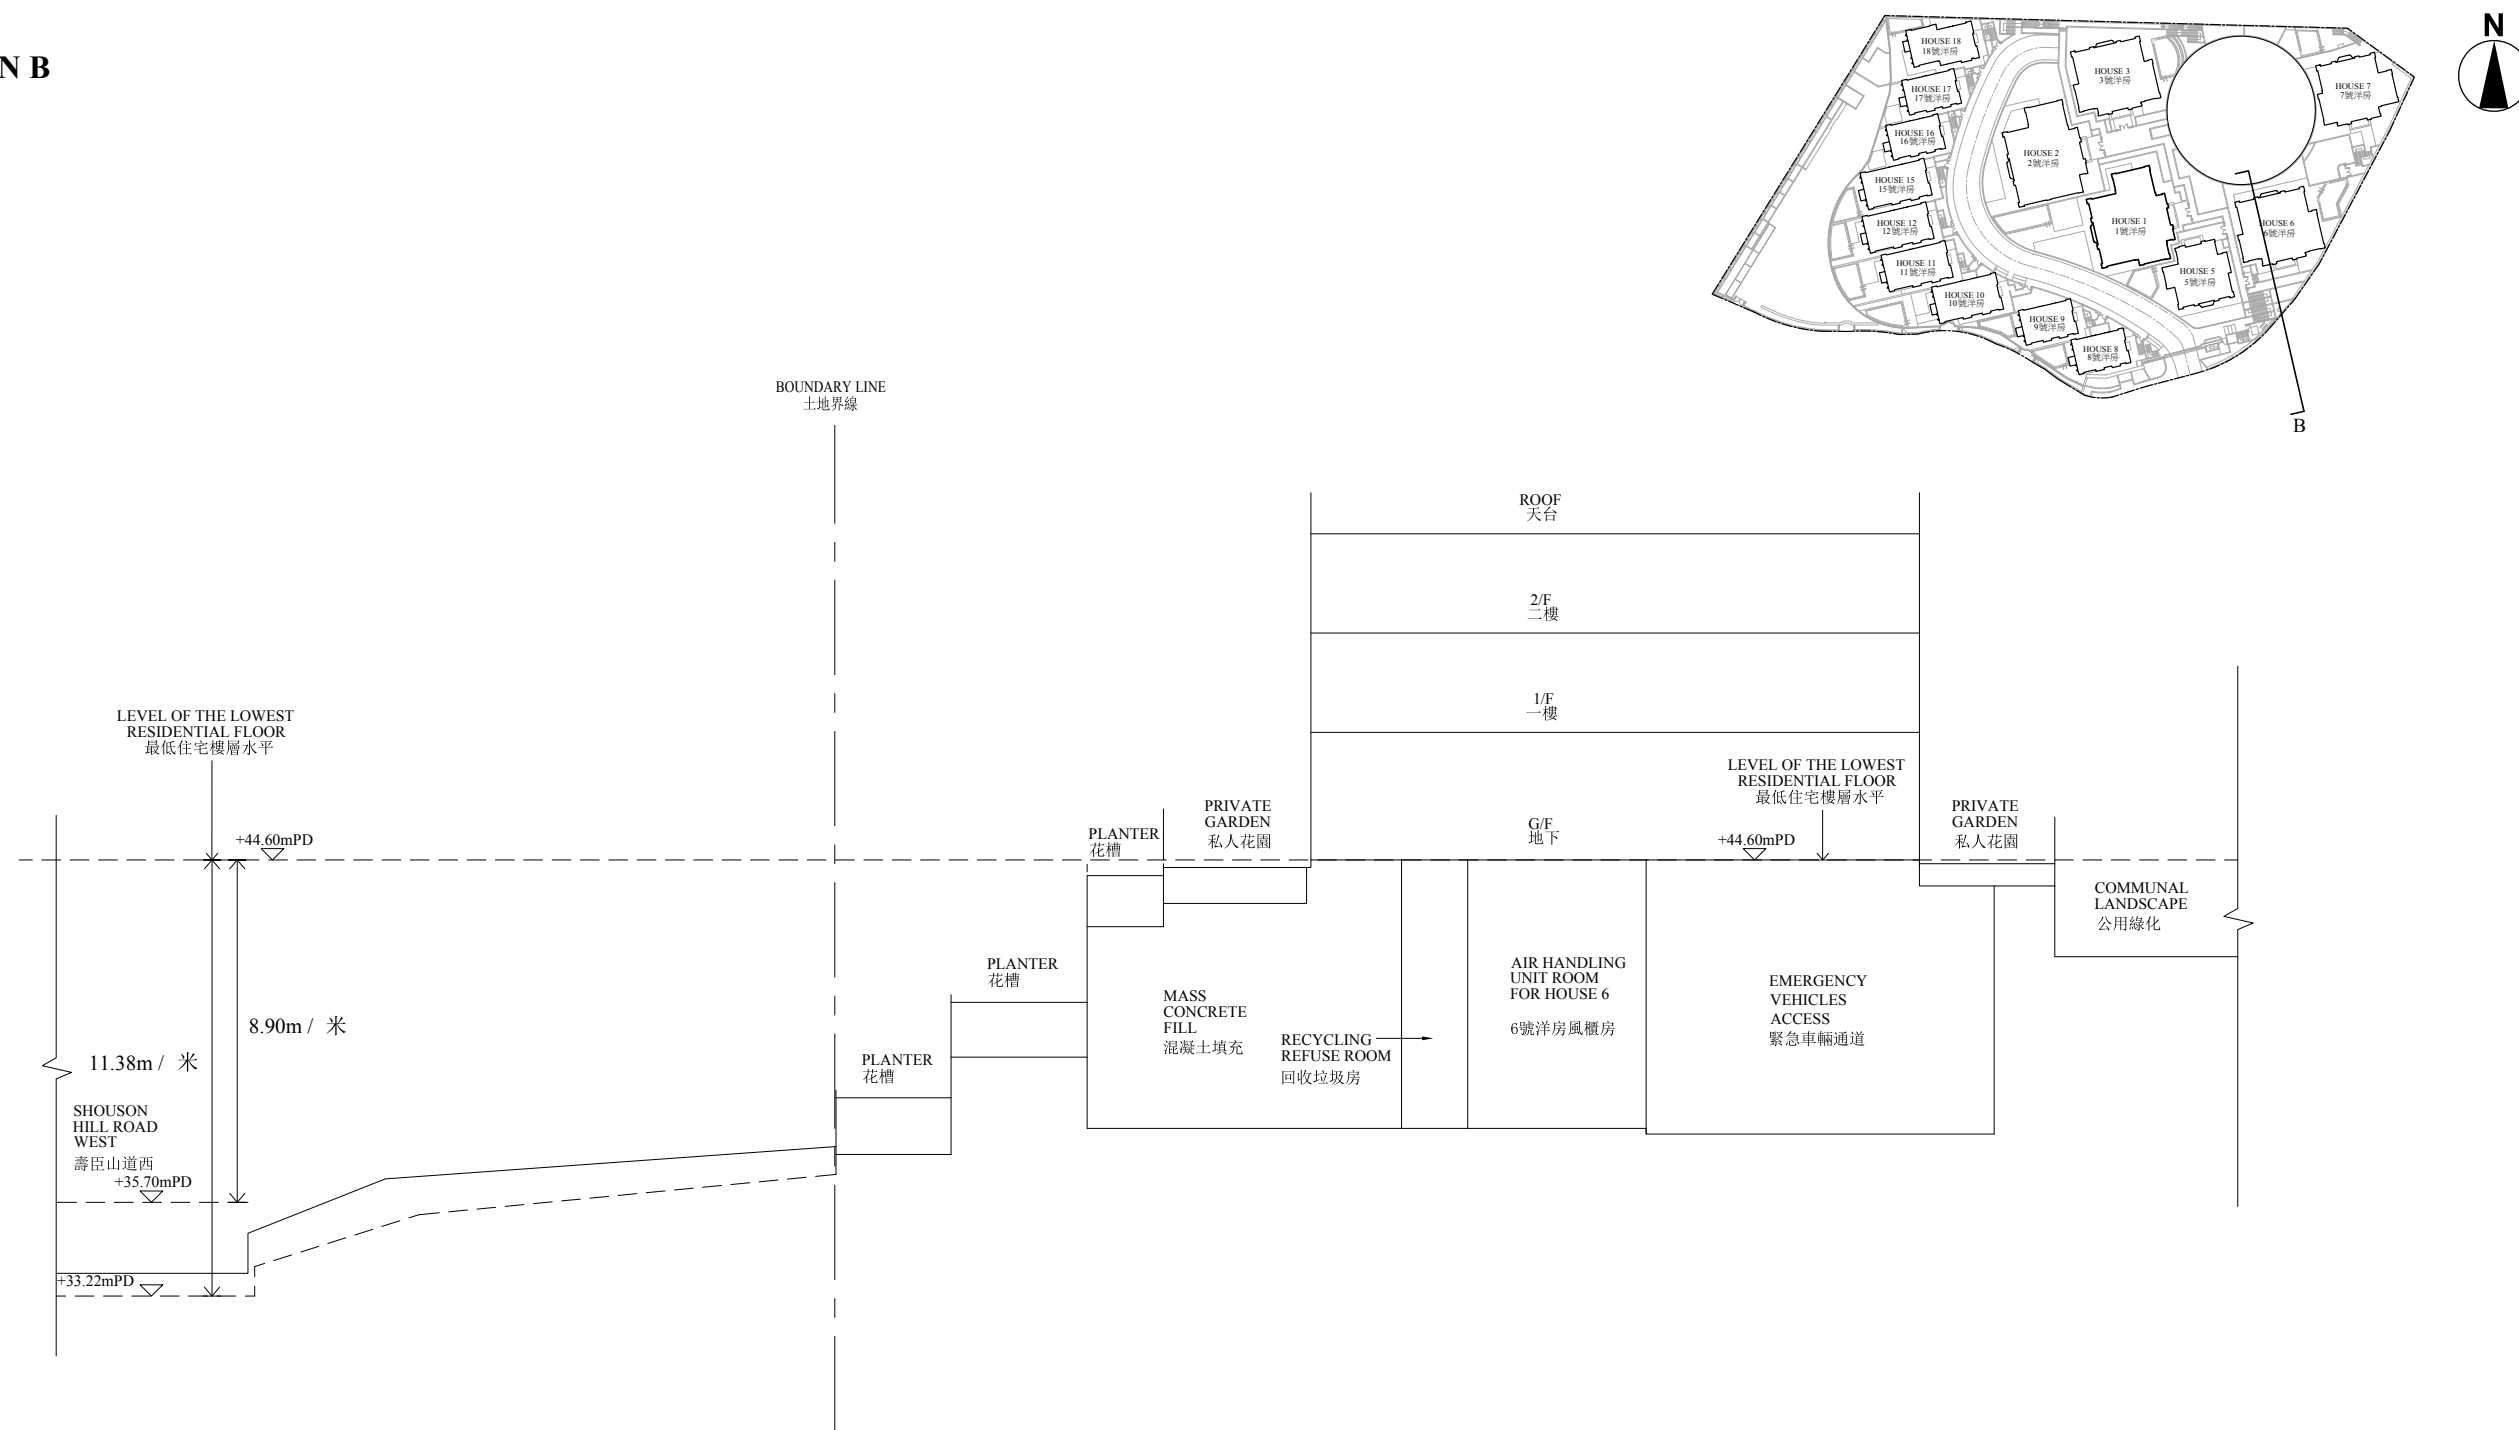 N B
N
HOUSE 18
18號洋房
HOUSE 17
17號洋房
HOUSE 16
16號洋房
HOUSE 15
15號洋房
HOUSE 12
12號洋房
HOUSE 11
11號洋房
HOUSE 10
10號洋房
HOUSE 9
9號洋房
HOUSE 8
8號洋房
HOUSE 3
3號洋房
HOUSE 2
2號洋房
HOUSE 1
1號洋房
HOUSE 5
5號洋房
HOUSE 6
6號洋房
HOUSE 7
7號洋房
B
BOUNDARY LINE
土地界線
ROOF
天台
2/F
二樓
1/F
一樓
G/F
地下
LEVEL OF THE LOWEST
RESIDENTIAL FLOOR
最低住宅樓層水平
+44.60mPD
8.90m / 米
11.38m / 米
SHOUSON
HILL ROAD
WEST
壽臣山道西
+35.70mPD
+33.22mPD
PLANTER
花槽
PLANTER
花槽
PLANTER
花槽
PRIVATE
GARDEN
私人花園
MASS
CONCRETE
FILL
混凝土填充
RECYCLING
REFUSE ROOM
回收垃圾房
AIR HANDLING
UNIT ROOM
FOR HOUSE 6
6號洋房風櫃房
LEVEL OF THE LOWEST
RESIDENTIAL FLOOR
最低住宅樓層水平
+44.60mPD
EMERGENCY
VEHICLES
ACCESS
緊急車輛通道
PRIVATE
GARDEN
私人花園
COMMUNAL
LANDSCAPE
公用綠化